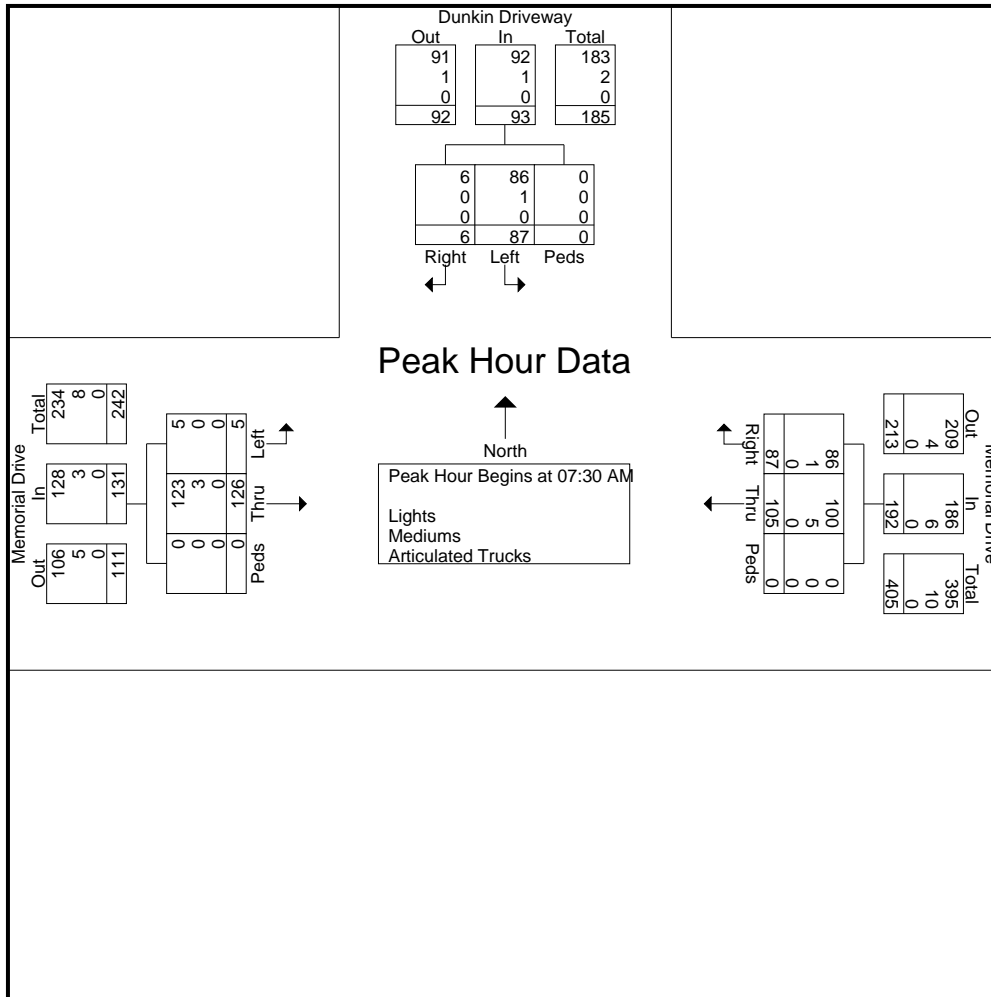 Dunkin Driveway
Out In Total
91 92 183
1 1 2
0 0 0
92 93 185
6 86 0
0 1 0
0 0 0
6 87 0
Right Left Peds
Peak Hour Data
North
Peak Hour Begins at 07:30 AM
Lights
Mediums
Articulated Trucks
Memorial Drive
Out In Total
106 128 234
5 3 8
0 0 0
111 131 242
Peds Thru Left
0 123 5
0 3 0
0 0 0
0 126 5
Memorial Drive
Out In Total
209 186 395
4 6 10
0 0 0
213 192 405
Right Thru Peds
86 100 0
1 5 0
0 0 0
87 105 0